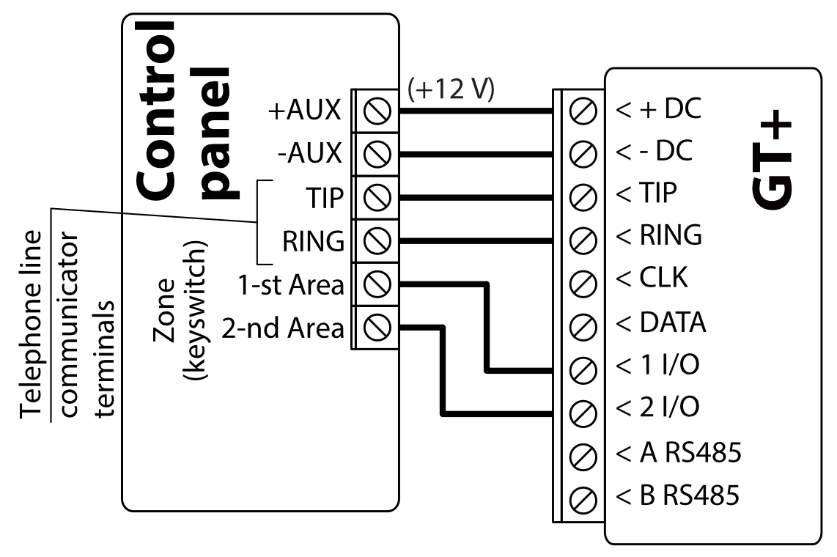 Control
panel
+AUX
-AUX
TIP
RING
1-st Area
2-nd Area
Zone
(keyswitch)
Telephone line
communicator
terminals
(+12 V)
< + DC
< - DC
< TIP
< RING
< CLK
< DATA
< 1 I/O
< 2 I/O
< A RS485
< B RS485
GT+